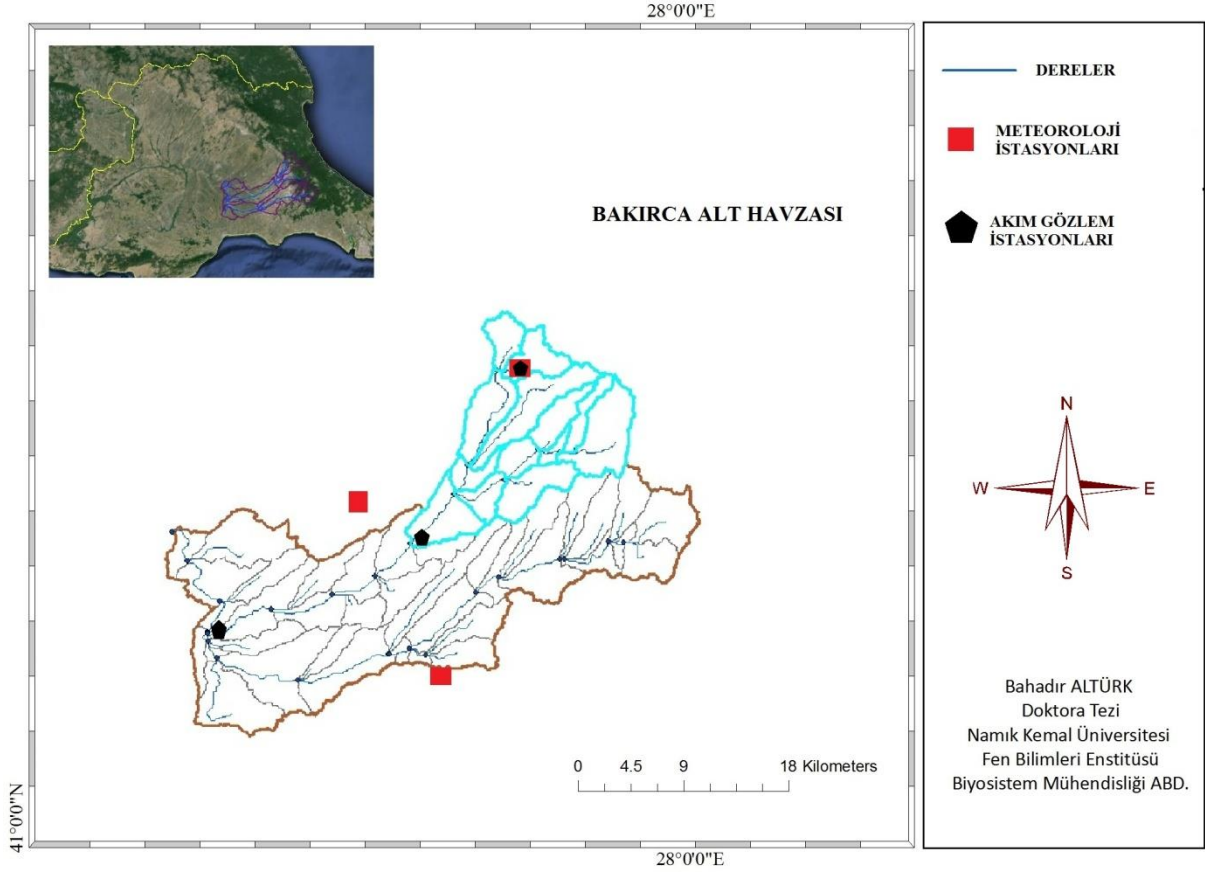 28°0'0"E
DERELER
METEOROLOJİ
İSTASYONLARI
AKIM GÖZLEM
İSTASYONLARI
BAKIRCA ALT HAVZASI
N
W
E
S
0 4.5 9 18 Kilometers
Bahadır ALTÜRK
Doktora Tezi
Namık Kemal Üniversitesi
Fen Bilimleri Enstitüsü
Biyosistem Mühendisliği ABD.
41°0'0"N
28°0'0"E